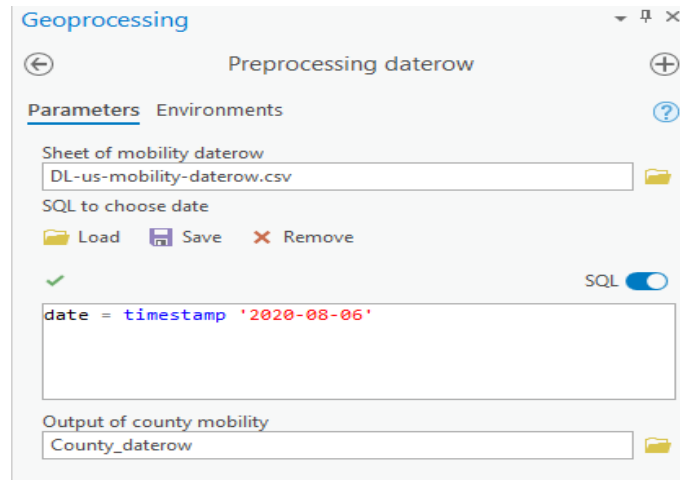 Geoprocessing
Preprocessing daterow
Parameters Environments
Sheet of mobility daterow
DL-us-mobility-daterow.csv
SQL to choose date
Load Save Remove
SQL
date = timestamp '2020-08-06'
Output of county mobility
County_daterow